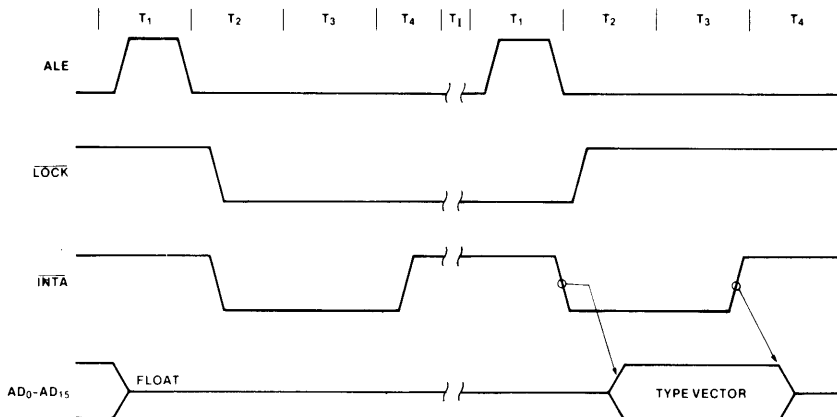 T1 T2 T3 T4 TI T1 T2 T3 T4
ALE
LOCK
INTA
FLOAT
AD0-AD15
TYPE VECTOR